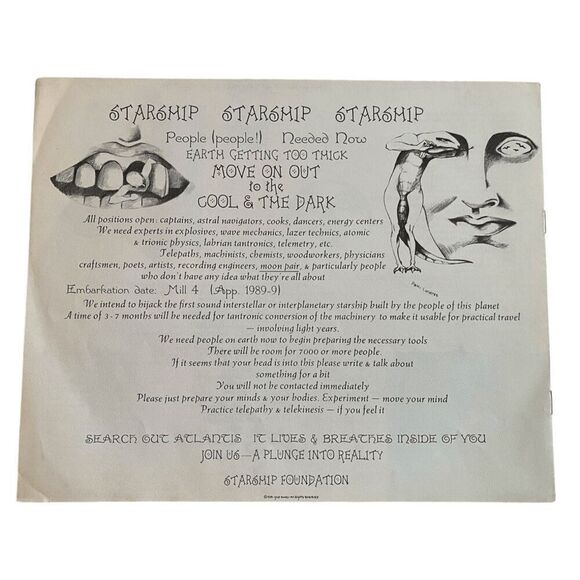 STARSHIP STARSHIP STARSHIP
People (people!) Needed Now
EARTH GETTING TOO THICK
MOVE ON OUT
to the
COOL & THE DARK
All positions open: captains, astral navigators, cooks, dancers, energy centers
We need experts in explosives, wave mechanics, lazer technics, atomic
& trionic physics, labrian tantronics, telemetry, etc.
Telepaths, machinists, chemists, woodworkers, physicians
craftsmen, poets, artists, recording engineers, moon pair, & particularly people
who don't have any idea what they're all about
Embarkation date: Mill 4 (App. 1989-9)
We intend to hijack the first sound interstellar or interplanetary starship built by the people of this planet
A time of 3-7 months will be needed for tantronic conversion of the machinery to make it usable for practical travel
— involving light years.
We need people on earth now to begin preparing the necessary tools
There will be room for 7000 or more people.
If it seems that your head is into this please write & talk about
something for a bit
You will not be contacted immediately
Please just prepare your minds & your bodies. Experiment — move your mind
Practice telepathy & telekinesis — if you feel it
SEARCH OUT ATLANTIS IT LIVES & BREATHES INSIDE OF YOU
JOIN US—A PLUNGE INTO REALITY
STARSHIP FOUNDATION